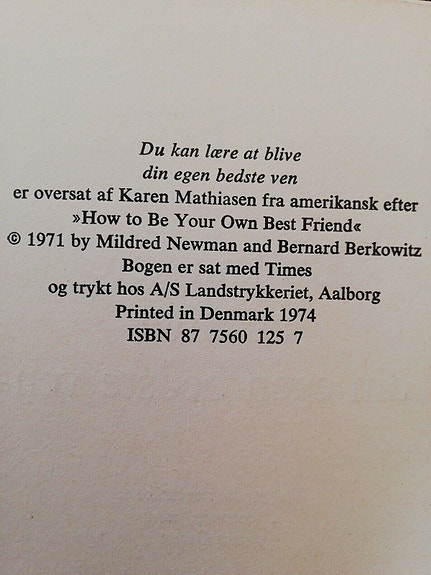 Du kan lære at blive
din egen bedste ven
er oversat af Karen Mathiasen fra amerikansk efter
»How to Be Your Own Best Friend«
© 1971 by Mildred Newman and Bernard Berkowitz
Bogen er sat med Times
og trykt hos A/S Landstrykkeriet, Aalborg
Printed in Denmark 1974
ISBN 87 7560 125 7